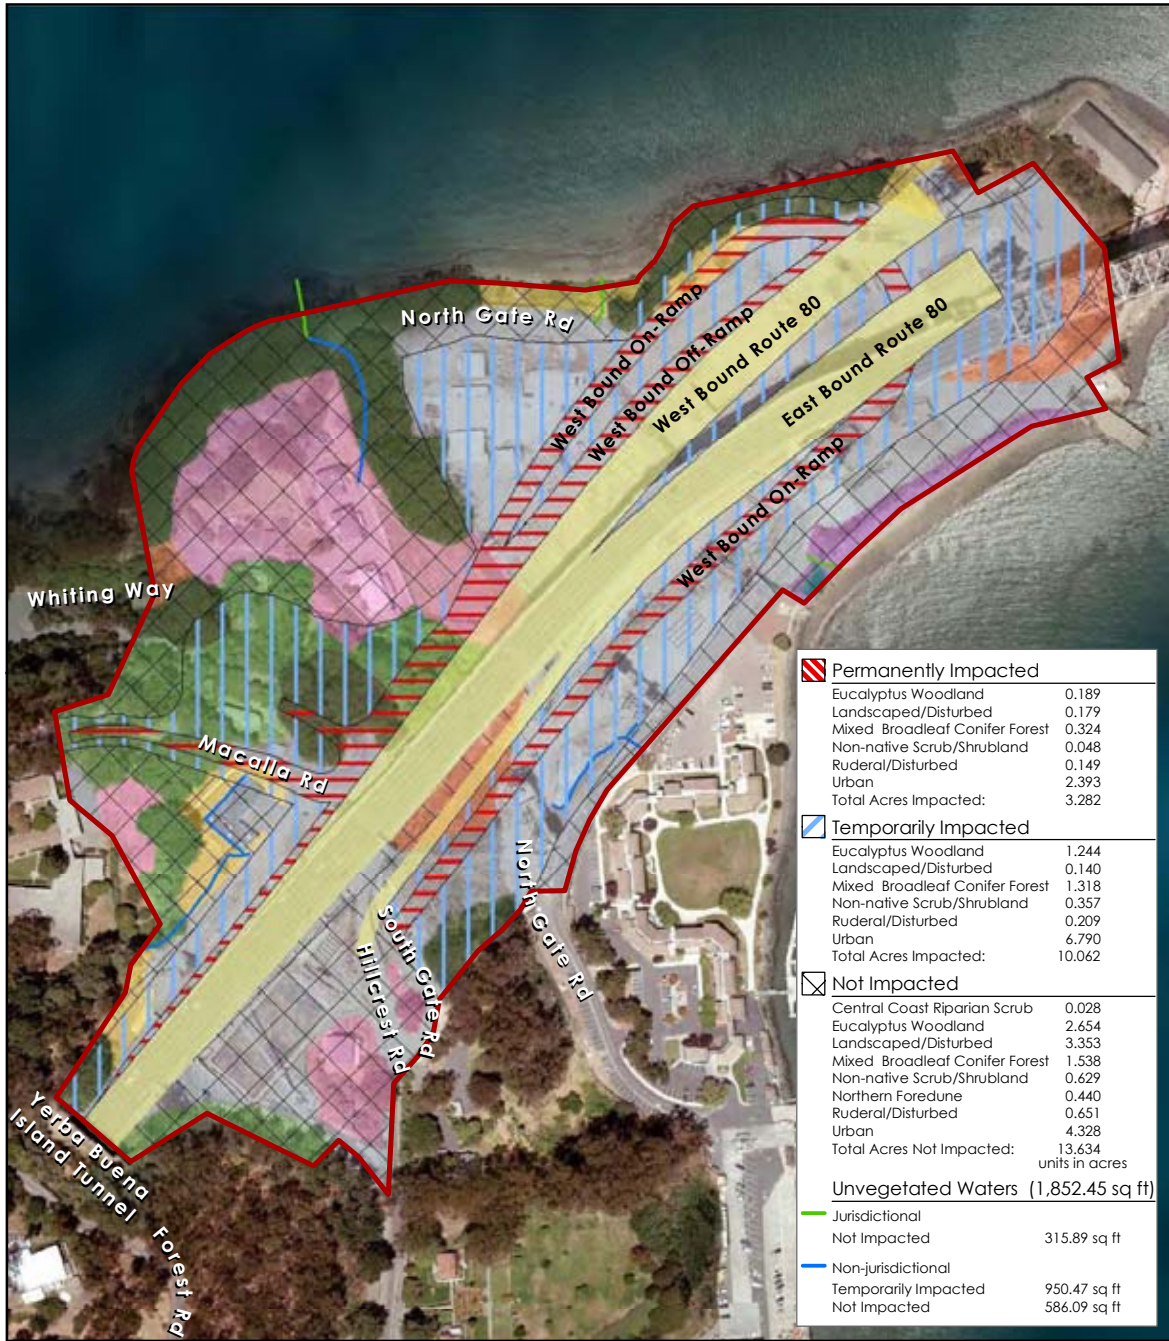 North Gate Rd
West Bound On-Ramp
West Bound Off-Ramp
West Bound Route 80
East Bound Route 80
West Bound On-Ramp
Whiting Way
Macalla Rd
North Gate Rd
South Gate Rd
Hillcrest Rd
Yerba Buena
Island Tunnel
Forest Rd
Permanently Impacted
Eucalyptus Woodland 0.189
Landscaped/Disturbed 0.179
Mixed Broadleaf Conifer Forest 0.324
Non-native Scrub/Shrubland 0.048
Ruderal/Disturbed 0.149
Urban 2.393
Total Acres Impacted: 3.282
Temporarily Impacted
Eucalyptus Woodland 1.244
Landscaped/Disturbed 0.140
Mixed Broadleaf Conifer Forest 1.318
Non-native Scrub/Shrubland 0.357
Ruderal/Disturbed 0.209
Urban 6.790
Total Acres Impacted: 10.062
Not Impacted
Central Coast Riparian Scrub 0.028
Eucalyptus Woodland 2.654
Landscaped/Disturbed 3.353
Mixed Broadleaf Conifer Forest 1.538
Non-native Scrub/Shrubland 0.629
Northern Foredune 0.440
Ruderal/Disturbed 0.651
Urban 4.328
Total Acres Not Impacted: 13.634
units in acres
Unvegetated Waters (1,852.45 sq ft)
Jurisdictional
Not Impacted 315.89 sq ft
Non-jurisdictional
Temporarily Impacted 950.47 sq ft
Not Impacted 586.09 sq ft